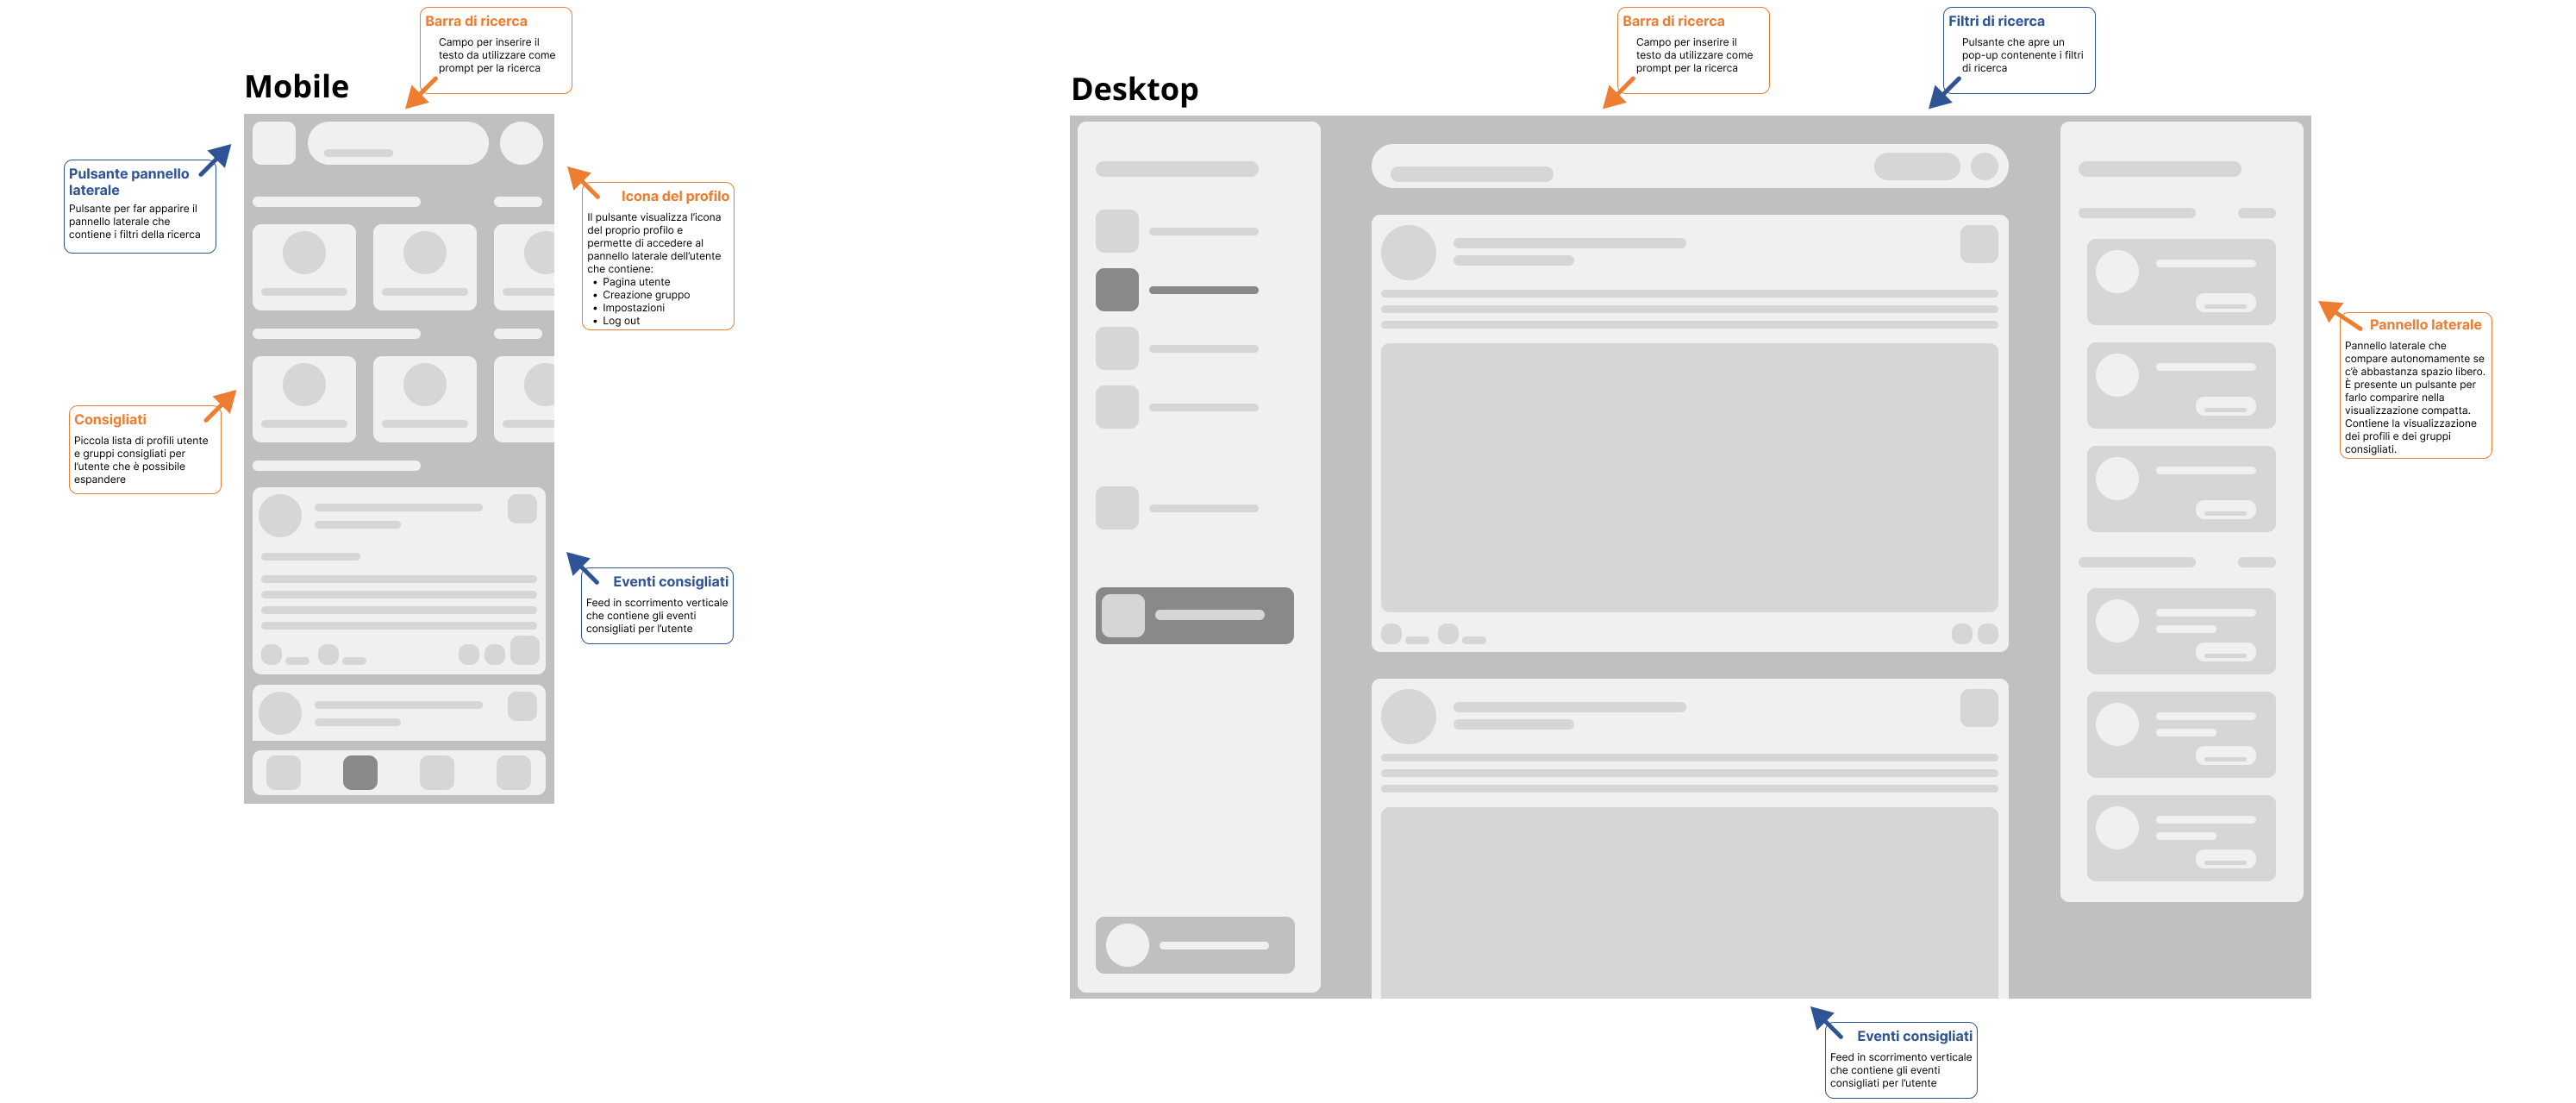 Mobile
Barra di ricerca
Campo per inserire il
testo da utilizzare come
prompt per la ricerca
Pulsante pannello
laterale
Pulsante per far apparire il
pannello laterale che
contiene i filtri della ricerca
Icona del profilo
Il pulsante visualizza l'icona
del proprio profilo e
permette di accedere al
pannello laterale dell'utente
che contiene:
• Pagina utente
• Creazione gruppo
• Impostazioni
• Log out
Consigliati
Piccola lista di profili utente
e gruppi consigliati per
l'utente che è possibile
espandere
Eventi consigliati
Feed in scorrimento verticale
che contiene gli eventi
consigliati per l'utente
Desktop
Barra di ricerca
Campo per inserire il
testo da utilizzare come
prompt per la ricerca
Filtri di ricerca
Pulsante che apre un
pop-up contenente i filtri
di ricerca
Pannello laterale
Pannello laterale che
compare autonomamente se
c'è abbastanza spazio libero.
È presente un pulsante per
farlo comparire nella
visualizzazione compatta.
Contiene la visualizzazione
dei profili e dei gruppi
consigliati.
Eventi consigliati
Feed in scorrimento verticale
che contiene gli eventi
consigliati per l'utente